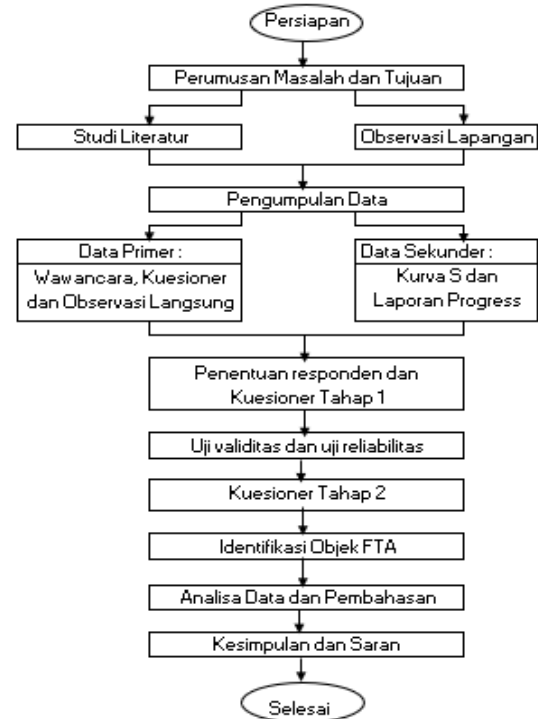 Persiapan
Perumusan Masalah dan Tujuan
Studi Literatur
Observasi Lapangan
Pengumpulan Data
Data Primer :
Wawancara, Kuesioner
dan Observasi Langsung
Data Sekunder :
Kurva S dan
Laporan Progress
Penentuan responden dan
Kuesioner Tahap 1
Uji validitas dan uji reliabilitas
Kuesioner Tahap 2
Identifikasi Objek FTA
Analisa Data dan Pembahasan
Kesimpulan dan Saran
Selesai